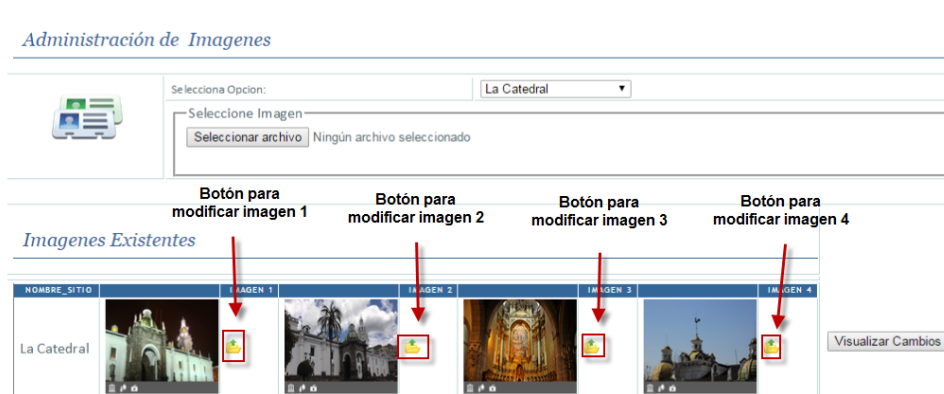 Administración de Imagenes
Selecciona Opcion:
La Catedral
Seleccione Imagen
Seleccionar archivo Ningún archivo seleccionado
Botón para
modificar imagen 1
Botón para
modificar imagen 2
Botón para
modificar imagen 3
Botón para
modificar imagen 4
Imagenes Existentes
NOMBRE_SITIO IMAGEN 1 IMAGEN 2 IMAGEN 3 IMAGEN 4
La Catedral
Visualizar Cambios